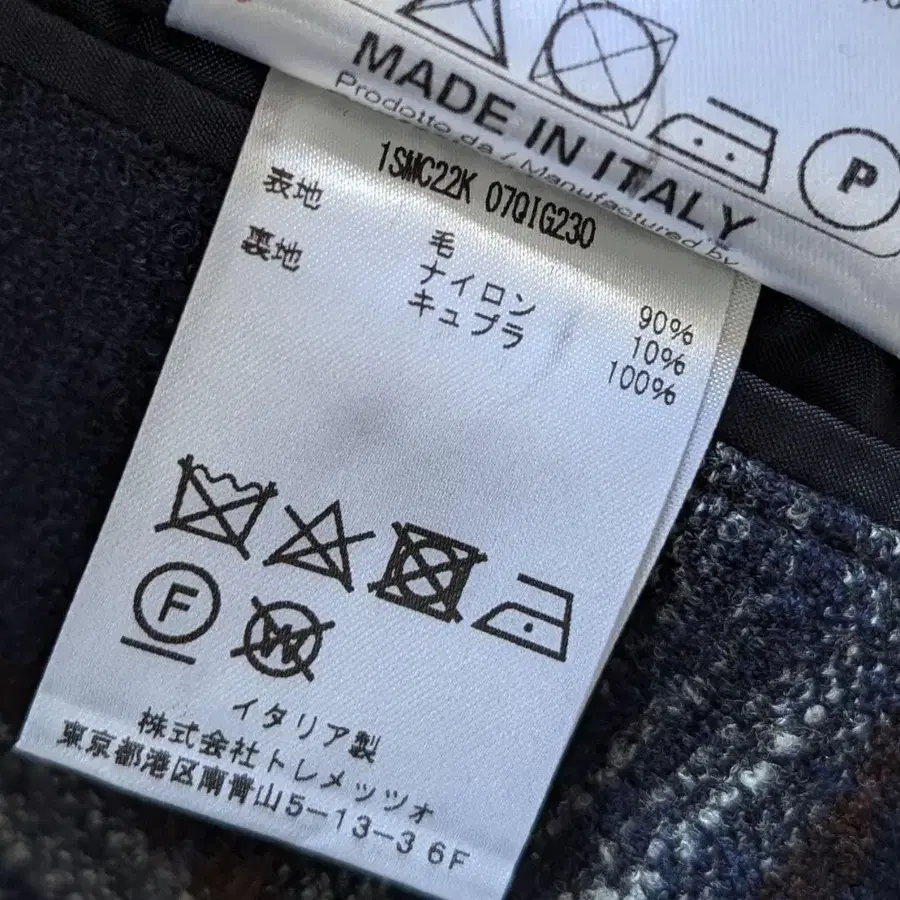 MADE IN ITALY
Prodotto da / Manufactured by
P
1SMC22K 07QIG230
表地 毛 90%
ナイロン 10%
裏地 キュプラ 100%
F
W
イタリア製
株式会社トレメッツォ
東京都港区南青山5-13-3 6F